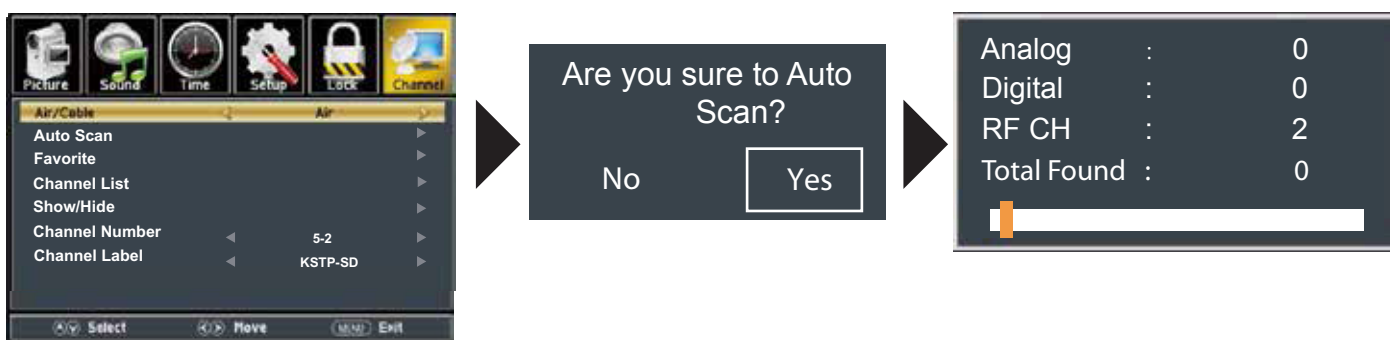 Picture Sound Time Setup Lock Channel
Air/Cable Air
Auto Scan
Favorite
Channel List
Show/Hide
Channel Number 5-2
Channel Label KSTP-SD
Select Move MENU Exit
Are you sure to Auto
Scan?
No Yes
Analog : 0
Digital : 0
RF CH : 2
Total Found : 0